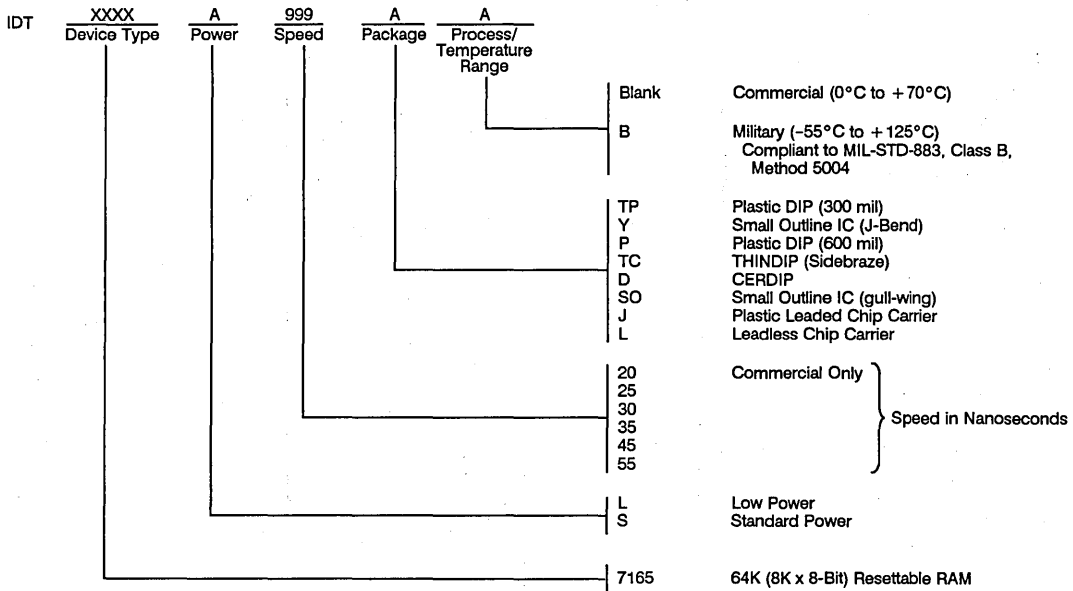 IDT XXXX A 999 A A
Device Type Power Speed Package Process/
Temperature
Range
Blank Commercial (0°C to +70°C)
B Military (–55°C to +125°C)
Compliant to MIL-STD-883, Class B,
Method 5004
TP Plastic DIP (300 mil)
Y Small Outline IC (J-Bend)
P Plastic DIP (600 mil)
TC THINDIP (Sidebraze)
D CERDIP
SO Small Outline IC (gull-wing)
J Plastic Leaded Chip Carrier
L Leadless Chip Carrier
20 Commercial Only
25
30
35
45
55
Speed in Nanoseconds
L Low Power
S Standard Power
7165 64K (8K x 8-Bit) Resettable RAM